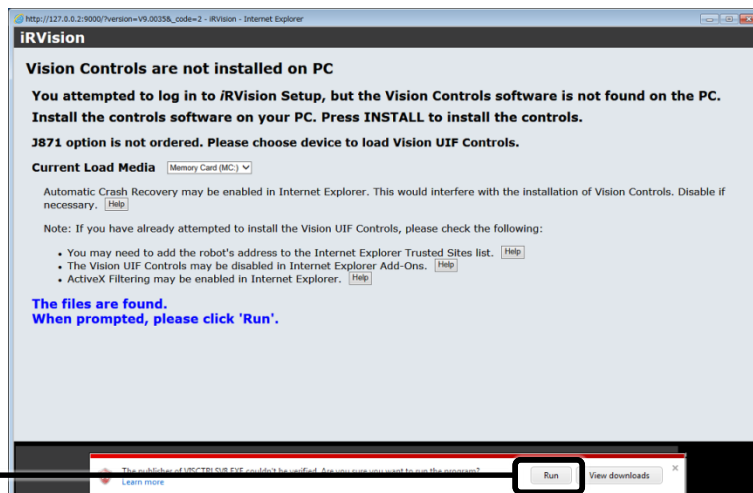 http://127.0.0.2:9000/?version=V9.0035&_code=2 - iRVision - Internet Explorer
iRVision
Vision Controls are not installed on PC
You attempted to log in to iRVision Setup, but the Vision Controls software is not found on the PC.
Install the controls software on your PC. Press INSTALL to install the controls.
J871 option is not ordered. Please choose device to load Vision UIF Controls.
Current Load Media Memory Card (MC:)
Automatic Crash Recovery may be enabled in Internet Explorer. This would interfere with the installation of Vision Controls. Disable if
necessary. Help
Note: If you have already attempted to install the Vision UIF Controls, please check the following:
• You may need to add the robot's address to the Internet Explorer Trusted Sites list. Help
• The Vision UIF Controls may be disabled in Internet Explorer Add-Ons. Help
• ActiveX Filtering may be enabled in Internet Explorer. Help
The files are found.
When prompted, please click 'Run'.
The publisher of couldn't be verified. Are you sure you want to run the program?
Learn more
Run View downloads ×